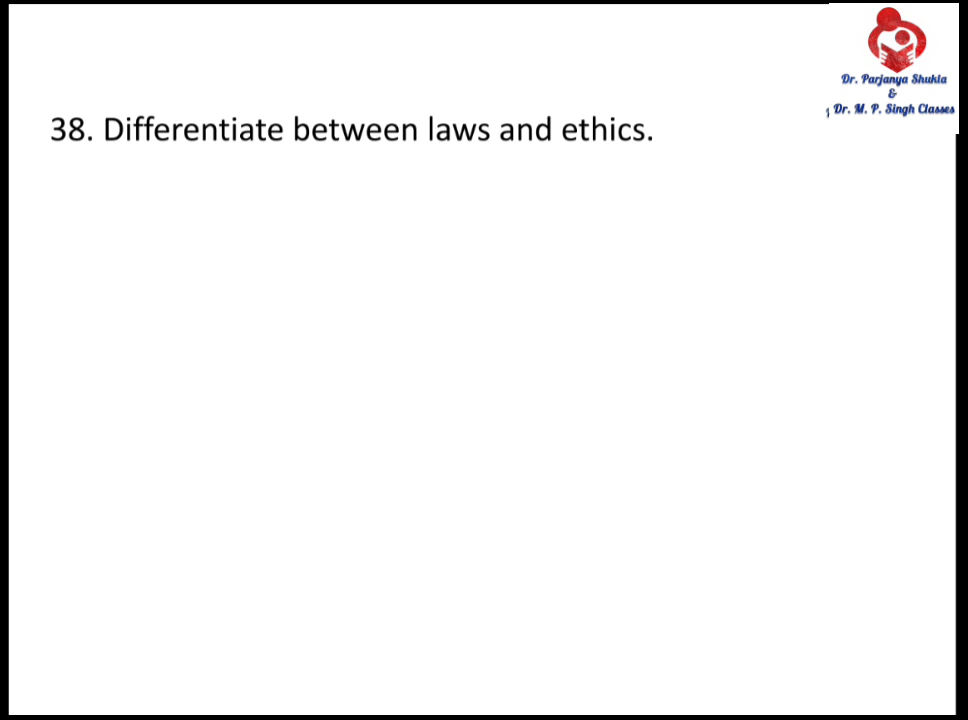 Dr. Parjanya Shukla
&
Dr. M. P. Singh Classes
38. Differentiate between laws and ethics.